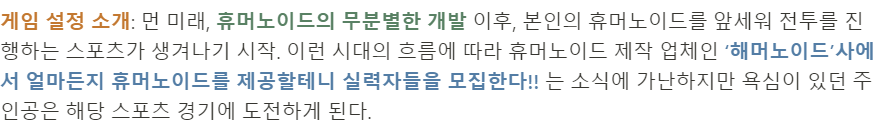 게임 설정 소개: 먼 미래, 휴머노이드의 무분별한 개발 이후, 본인의 휴머노이드를 앞세워 전투를 진
행하는 스포츠가 생겨나기 시작. 이런 시대의 흐름에 따라 휴머노이드 제작 업체인 ‘해머노이드’사에
서 얼마든지 휴머노이드를 제공할테니 실력자들을 모집한다!! 는 소식에 가난하지만 욕심이 있던 주
인공은 해당 스포츠 경기에 도전하게 된다.